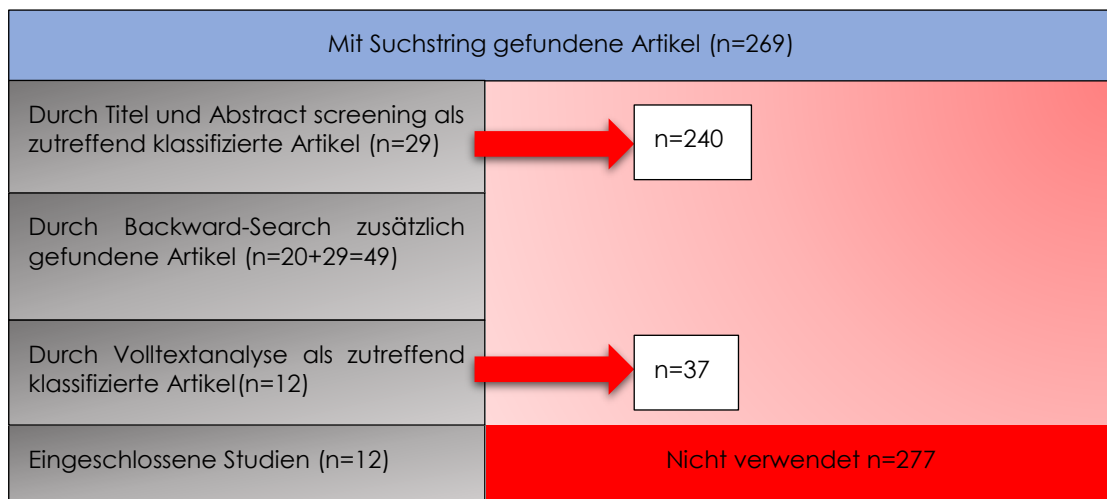 Mit Suchstring gefundene Artikel (n=269)
Durch Titel und Abstract screening als
zutreffend klassifizierte Artikel (n=29)
n=240
Durch Backward-Search zusätzlich
gefundene Artikel (n=20+29=49)
Durch Volltextanalyse als zutreffend
klassifizierte Artikel(n=12)
n=37
Eingeschlossene Studien (n=12)
Nicht verwendet n=277